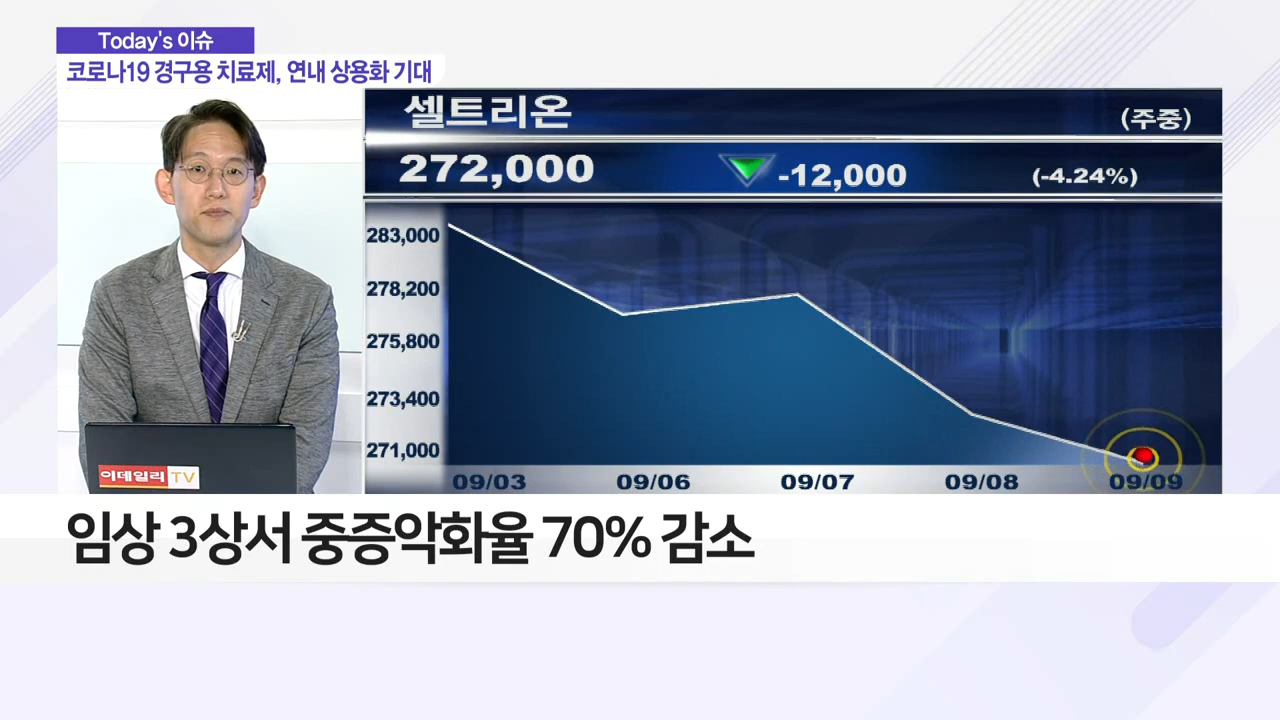 Today's 이슈
코로나19 경구용 치료제, 연내 상용화 기대
셀트리온
(주중)
272,000
-12,000
(-4.24%)
283,000
278,200
275,800
273,400
271,000
09/03
09/06
09/07
09/08
09/09
이데일리 TV
임상 3상서 중증악화율 70% 감소